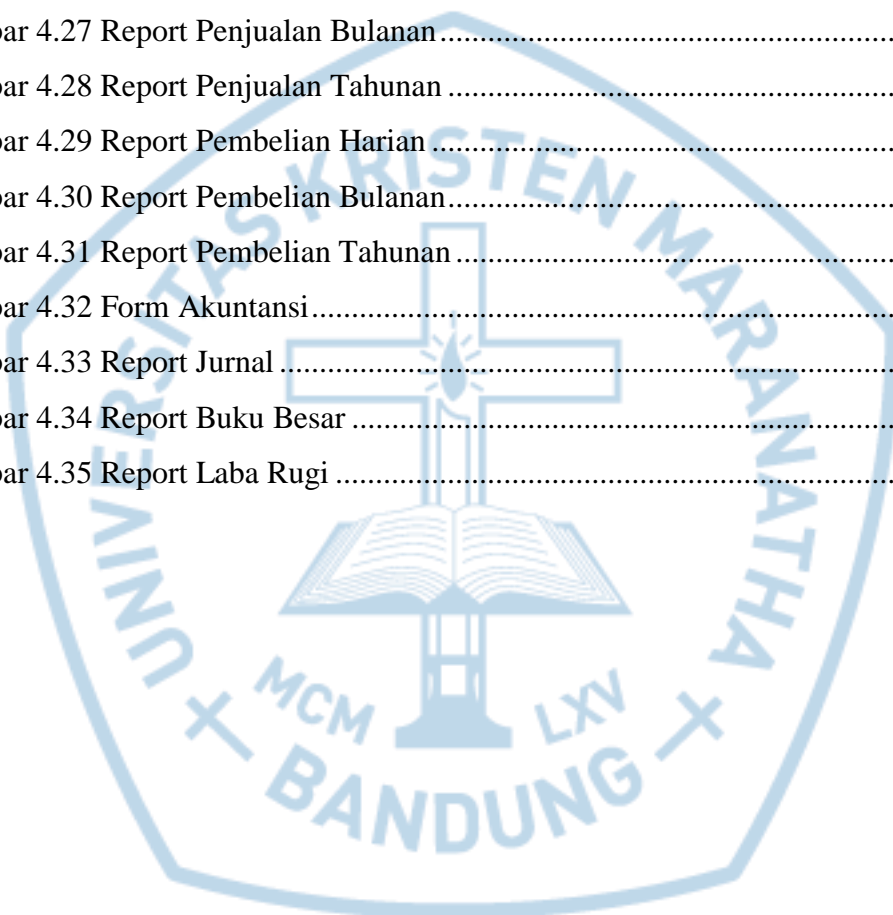 bar 4.27 Report Penjualan Bulanan........................................................
bar 4.28 Report Penjualan Tahunan ........................................................
bar 4.29 Report Pembelian Harian ........................................................
bar 4.30 Report Pembelian Bulanan........................................................
bar 4.31 Report Pembelian Tahunan ........................................................
bar 4.32 Form Akuntansi........................................................
bar 4.33 Report Jurnal ........................................................
bar 4.34 Report Buku Besar ........................................................
bar 4.35 Report Laba Rugi ........................................................
UNIVERSITAS KRISTEN MARANATHA
MCM LXV
BANDUNG